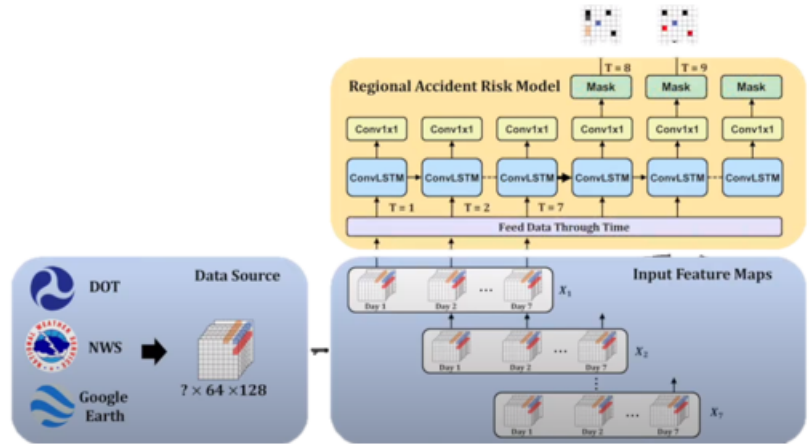 T = 8
T = 9
Regional Accident Risk Model
Mask
Mask
Mask
Conv1x1
Conv1x1
Conv1x1
Conv1x1
Conv1x1
Conv1x1
ConvLSTM
ConvLSTM
ConvLSTM
ConvLSTM
ConvLSTM
ConvLSTM
T = 1
T = 2
T = 7
Feed Data Through Time
DOT
Data Source
NWS
NATIONAL WEATHER SERVICE
Google
Earth
? × 64 ×128
Input Feature Maps
Day 1
Day 2
...
Day 7
X1
Day 1
Day 2
...
Day 7
X2
Day 1
Day 2
...
Day 7
X7